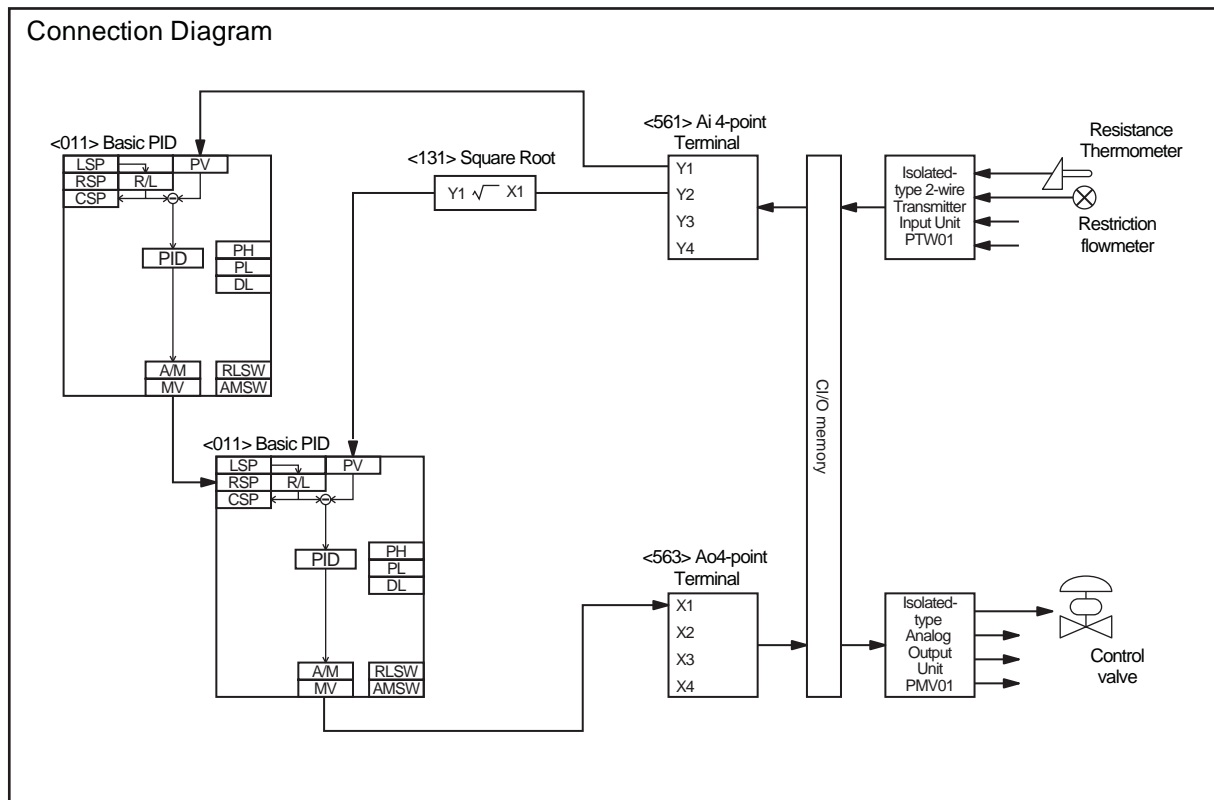 Connection Diagram
<011> Basic PID
LSP
PV
RSP
R/L
CSP
PID
PH
PL
DL
A/M
RLSW
MV
AMSW
<131> Square Root
Y1 √ X1
<561> Ai 4-point
Terminal
Y1
Y2
Y3
Y4
CI/O memory
Isolated-
type 2-wire
Transmitter
Input Unit
PTW01
Resistance
Thermometer
Restriction
flowmeter
<011> Basic PID
LSP
PV
RSP
R/L
CSP
PID
PH
PL
DL
A/M
RLSW
MV
AMSW
<563> Ao4-point
Terminal
X1
X2
X3
X4
Isolated-
type
Analog
Output
Unit
PMV01
Control
valve